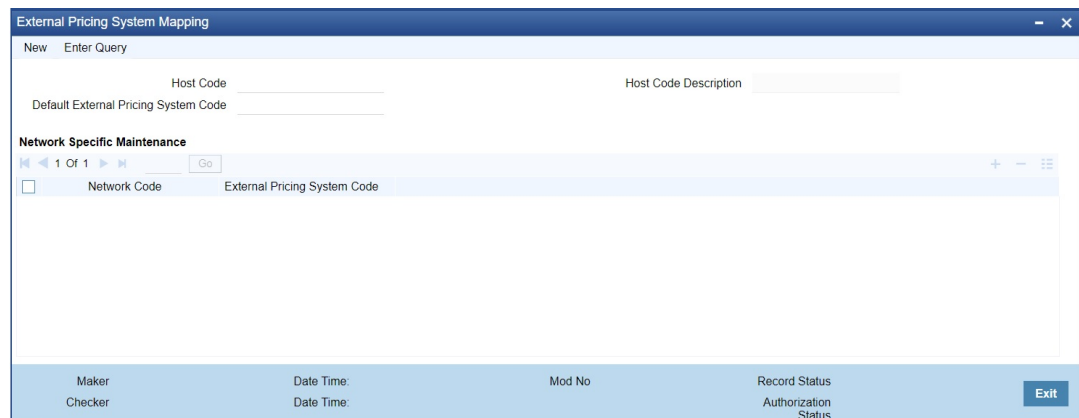 External Pricing System Mapping
New Enter Query
Host Code Host Code Description
Default External Pricing System Code
Network Specific Maintenance
1 Of 1 Go
Network Code External Pricing System Code
Maker Date Time: Mod No Record Status
Checker Date Time: Authorization
Status
Exit